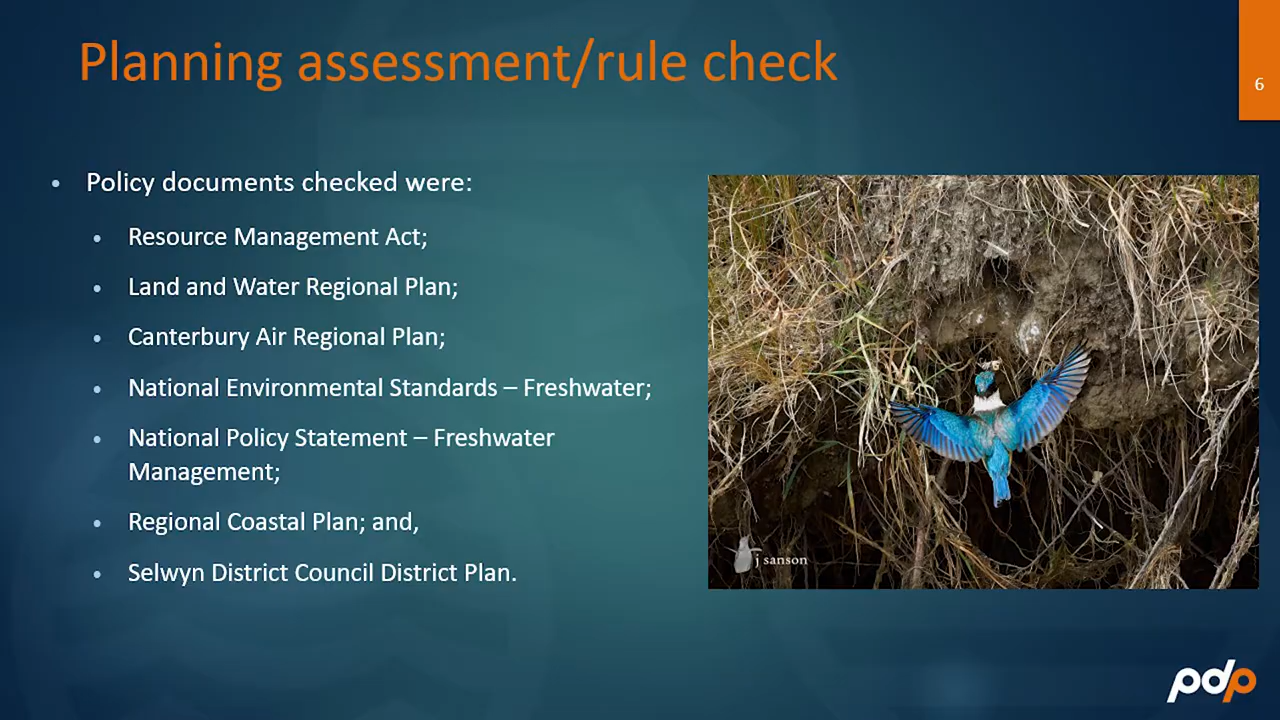 Planning assessment/rule check
6
• Policy documents checked were:
• Resource Management Act;
• Land and Water Regional Plan;
• Canterbury Air Regional Plan;
• National Environmental Standards – Freshwater;
• National Policy Statement – Freshwater
Management;
• Regional Coastal Plan; and,
• Selwyn District Council District Plan.
j sanson
pdp